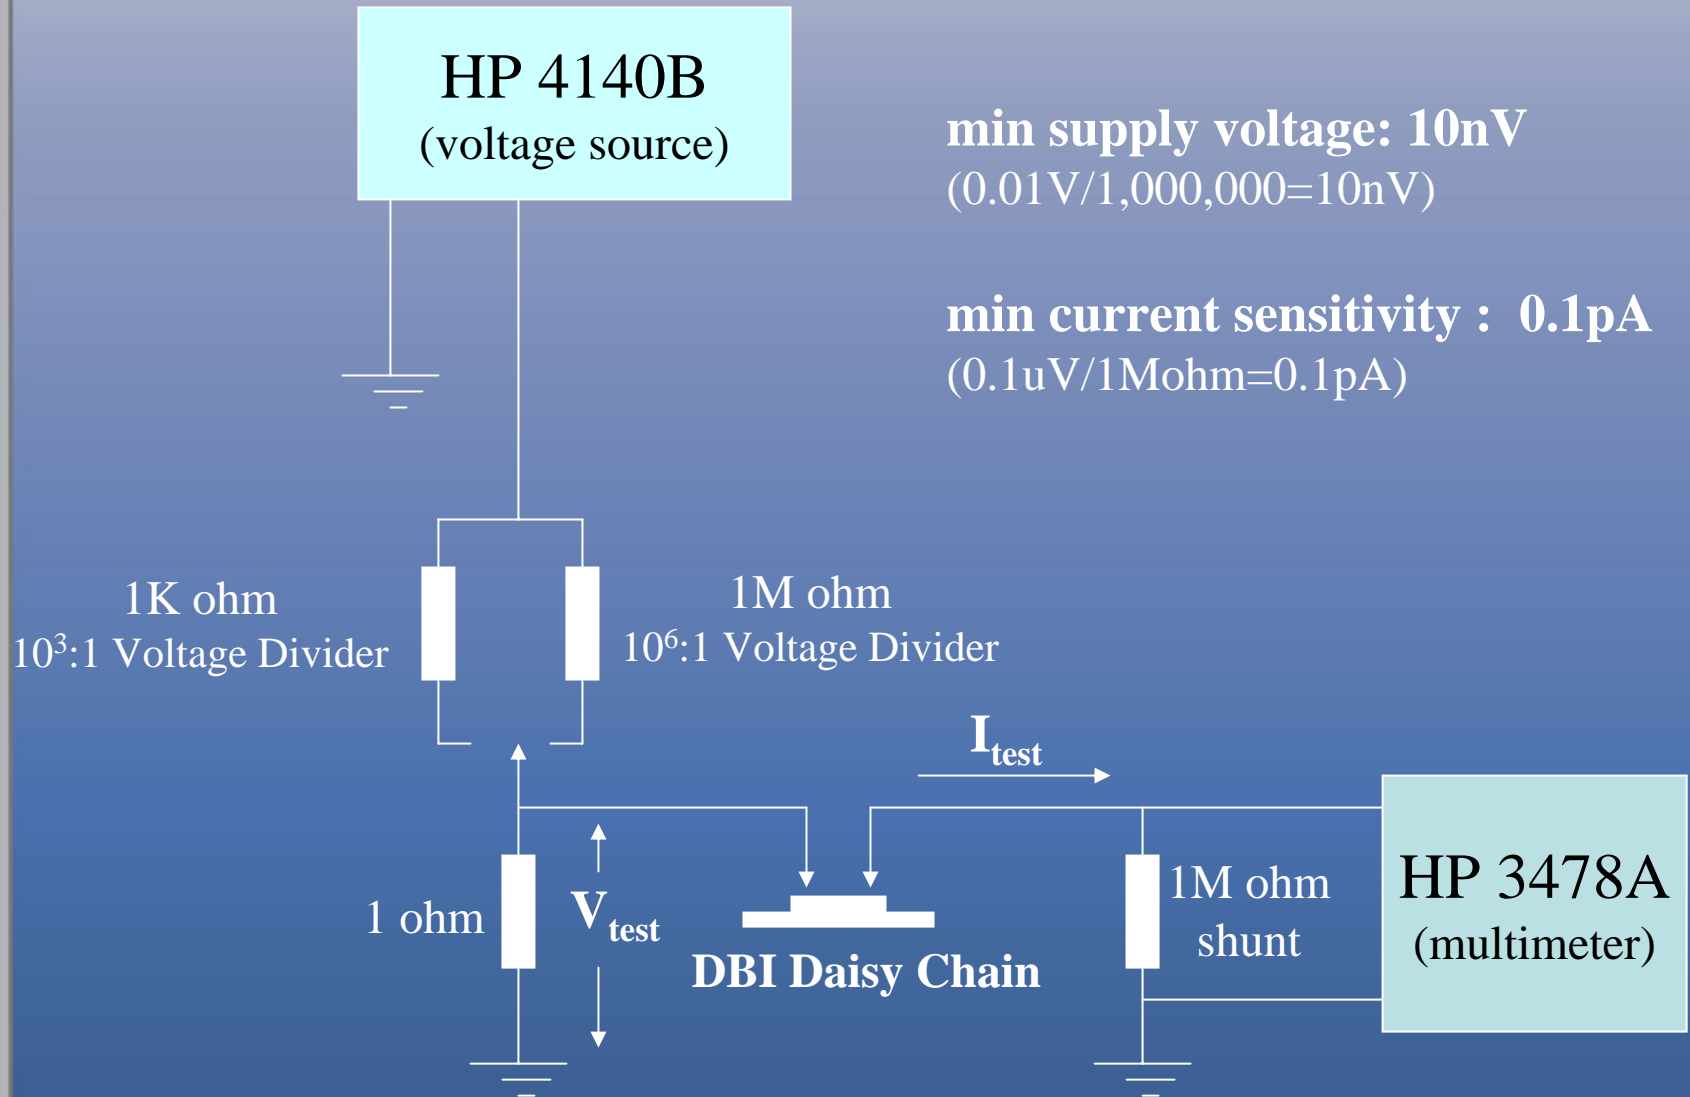 HP 4140B
(voltage source)
min supply voltage: 10nV
(0.01V/1,000,000=10nV)
min current sensitivity :  0.1pA
(0.1uV/1Mohm=0.1pA)
1K ohm
10³:1 Voltage Divider
1M ohm
10⁶:1 Voltage Divider
I_test
1 ohm
V_test
DBI Daisy Chain
1M ohm
shunt
HP 3478A
(multimeter)